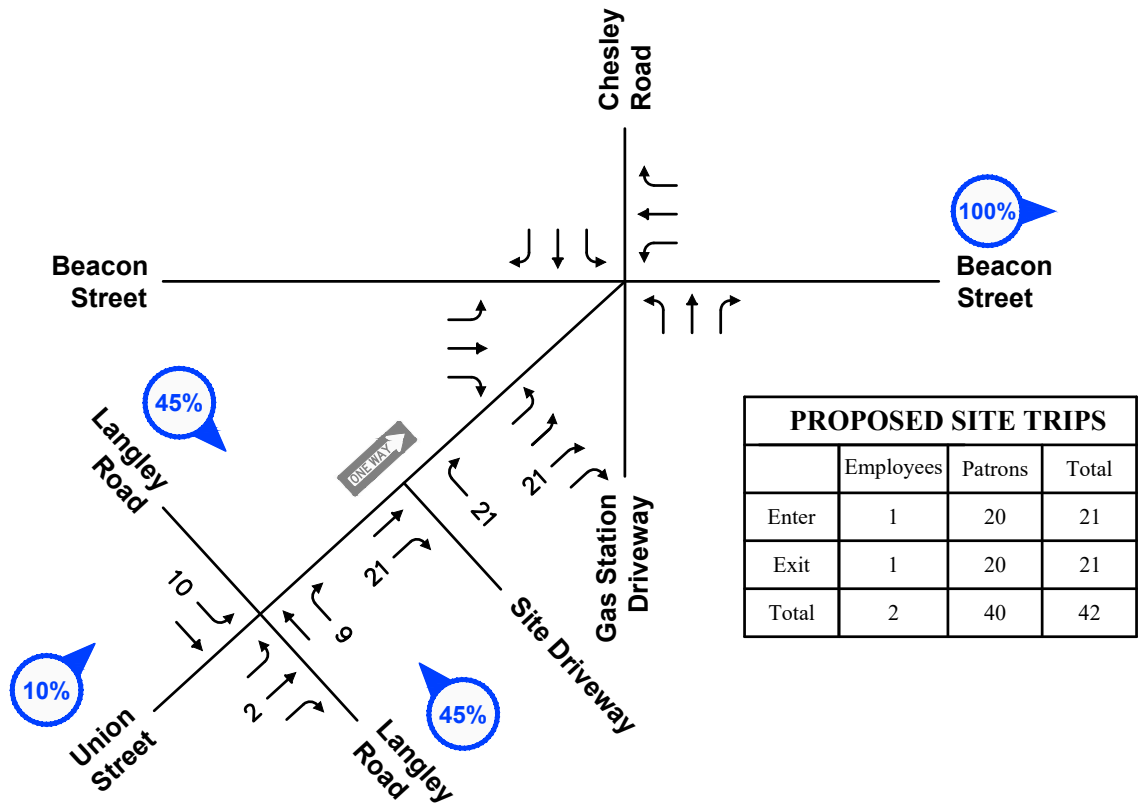 Chesley
Road
100%
Beacon
Street
Beacon
Street
45%
Langley
Road
ONE WAY
21
21
21
10
9
2
10%
45%
Union
Street
Langley
Road
Site Driveway
Gas Station
Driveway
PROPOSED SITE TRIPS
Employees Patrons Total
Enter 1 20 21
Exit 1 20 21
Total 2 40 42